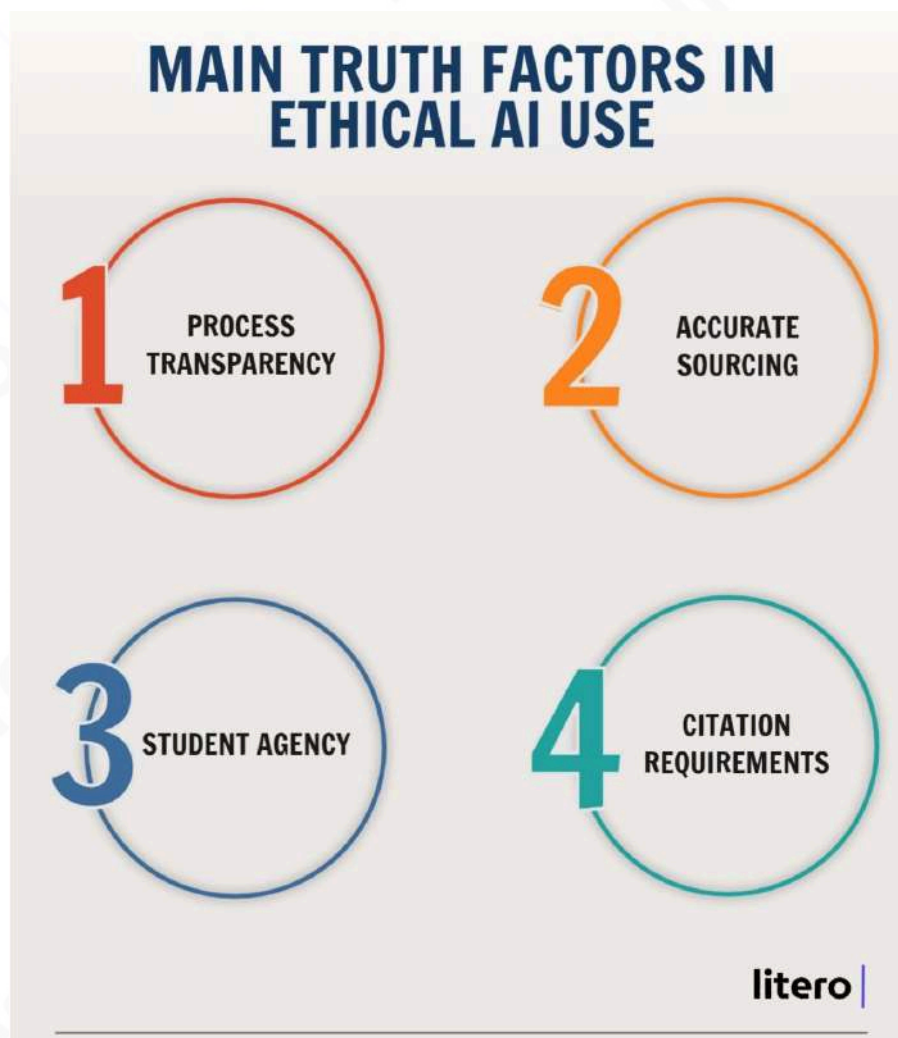 MAIN TRUTH FACTORS IN
ETHICAL AI USE
1
PROCESS
TRANSPARENCY
2
ACCURATE
SOURCING
3
STUDENT AGENCY
4
CITATION
REQUIREMENTS
litero